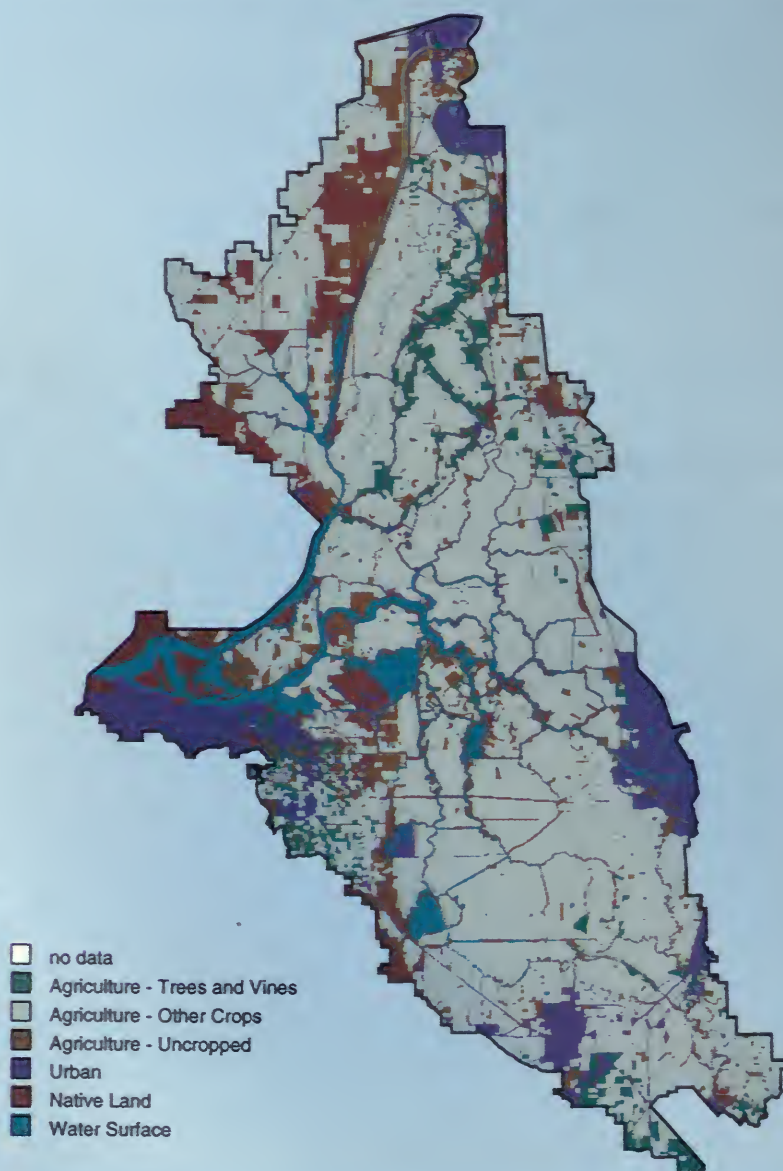 no data
Agriculture - Trees and Vines
Agriculture - Other Crops
Agriculture - Uncropped
Urban
Native Land
Water Surface